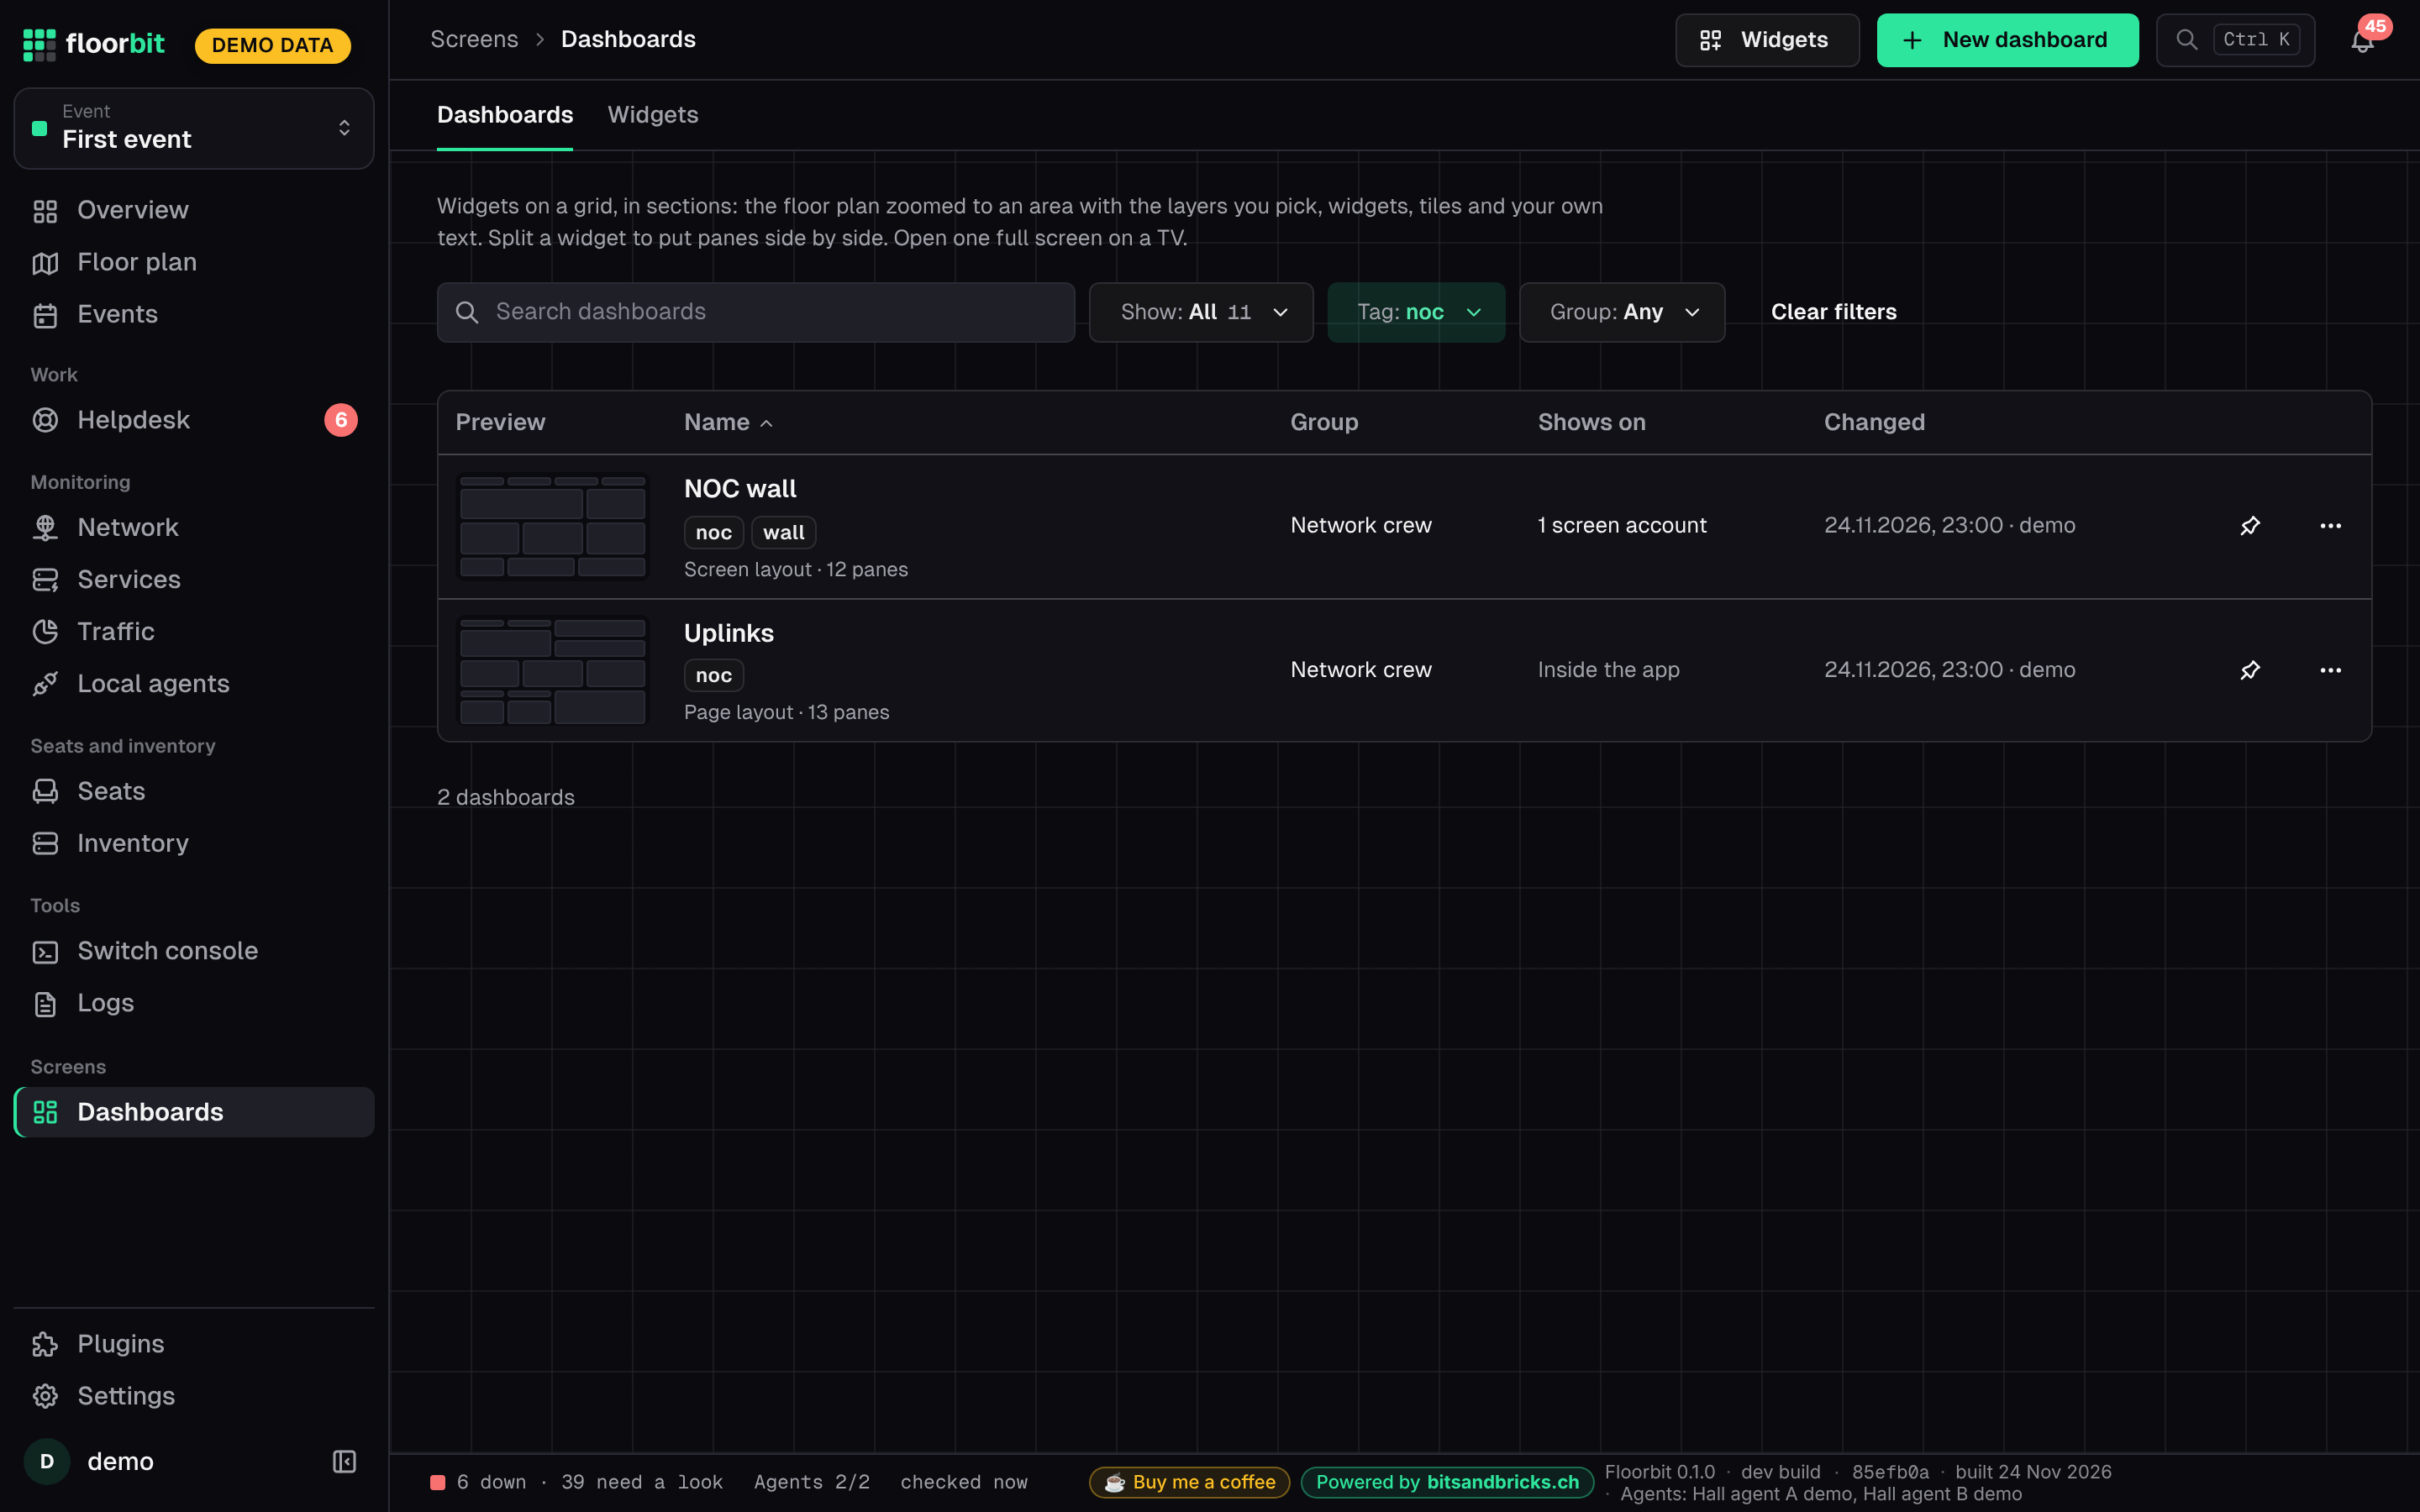 floorbit DEMO DATA
Event
First event
Overview
Floor plan
Events
Work
Helpdesk 6
Monitoring
Network
Services
Traffic
Local agents
Seats and inventory
Seats
Inventory
Tools
Switch console
Logs
Screens
Dashboards
Plugins
Settings
D demo
Screens Dashboards Widgets New dashboard Ctrl K 45
Dashboards Widgets
Widgets on a grid, in sections: the floor plan zoomed to an area with the layers you pick, widgets, tiles and your own
text. Split a widget to put panes side by side. Open one full screen on a TV.
Search dashboards Show: All 11 Tag: noc Group: Any Clear filters
Preview Name Group Shows on Changed
NOC wall
noc wall
Screen layout · 12 panes
Network crew 1 screen account 24.11.2026, 23:00 · demo
Uplinks
noc
Page layout · 13 panes
Network crew Inside the app 24.11.2026, 23:00 · demo
2 dashboards
6 down · 39 need a look Agents 2/2 checked now ☕ Buy me a coffee Powered by bitsandbricks.ch
Floorbit 0.1.0 · dev build · 85efb0a · built 24 Nov 2026
· Agents: Hall agent A demo, Hall agent B demo